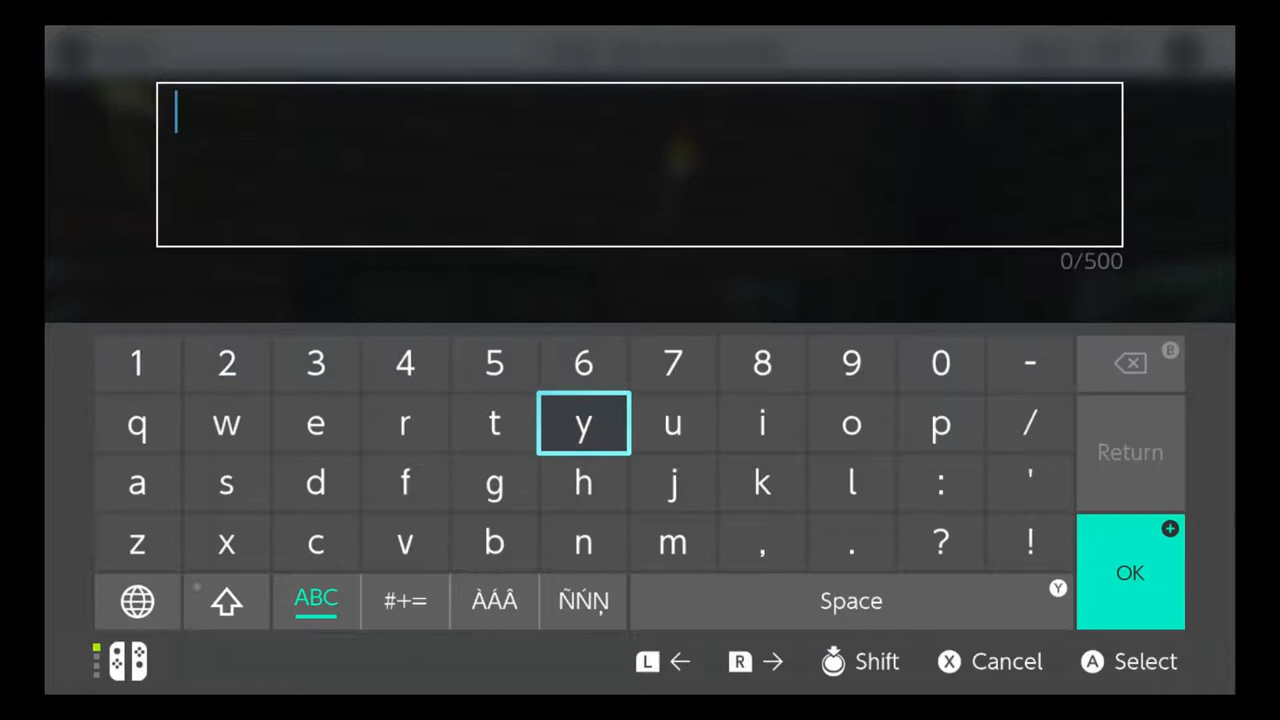 0/500
1 2 3 4 5 6 7 8 9 0 - B
q w e r t y u i o p / Return
a s d f g h j k l : '
z x c v b n m , . ? ! + OK
ABC #+= ÀÁÂ ÑŃŅ Space Y
L ← R → Shift X Cancel A Select